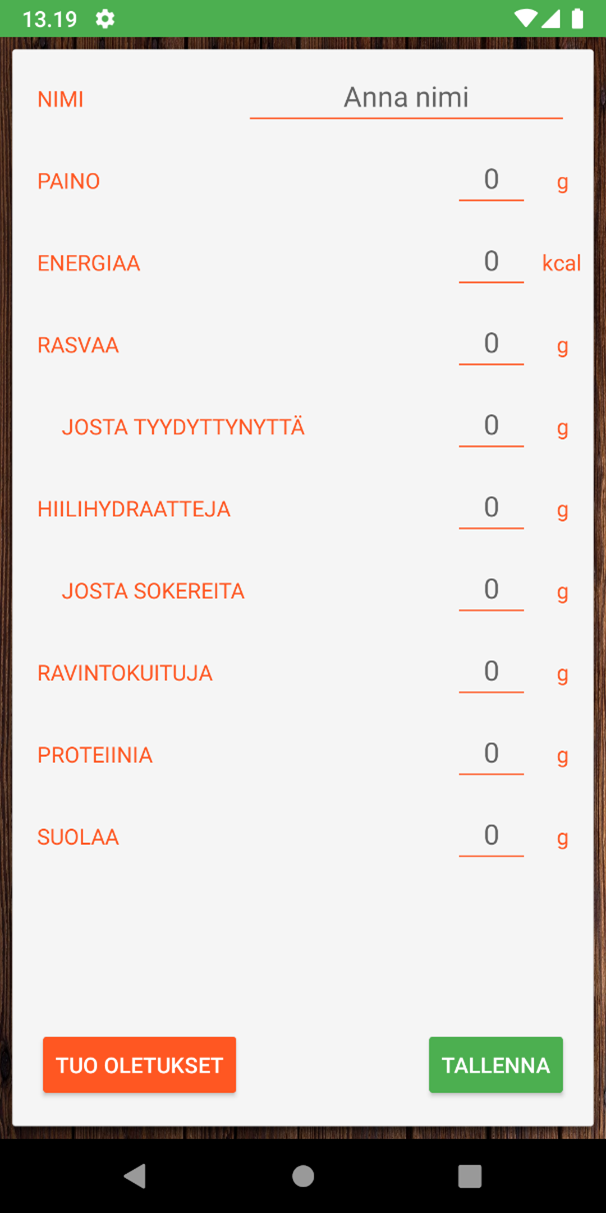 13.19
NIMI Anna nimi
PAINO 0 g
ENERGIAA 0 kcal
RASVAA 0 g
JOSTA TYYDYTTYNYTTÄ 0 g
HIILIHYDRAATTEJA 0 g
JOSTA SOKEREITA 0 g
RAVINTOKUITUJA 0 g
PROTEIINIA 0 g
SUOLAA 0 g
TUO OLETUKSET TALLENNA